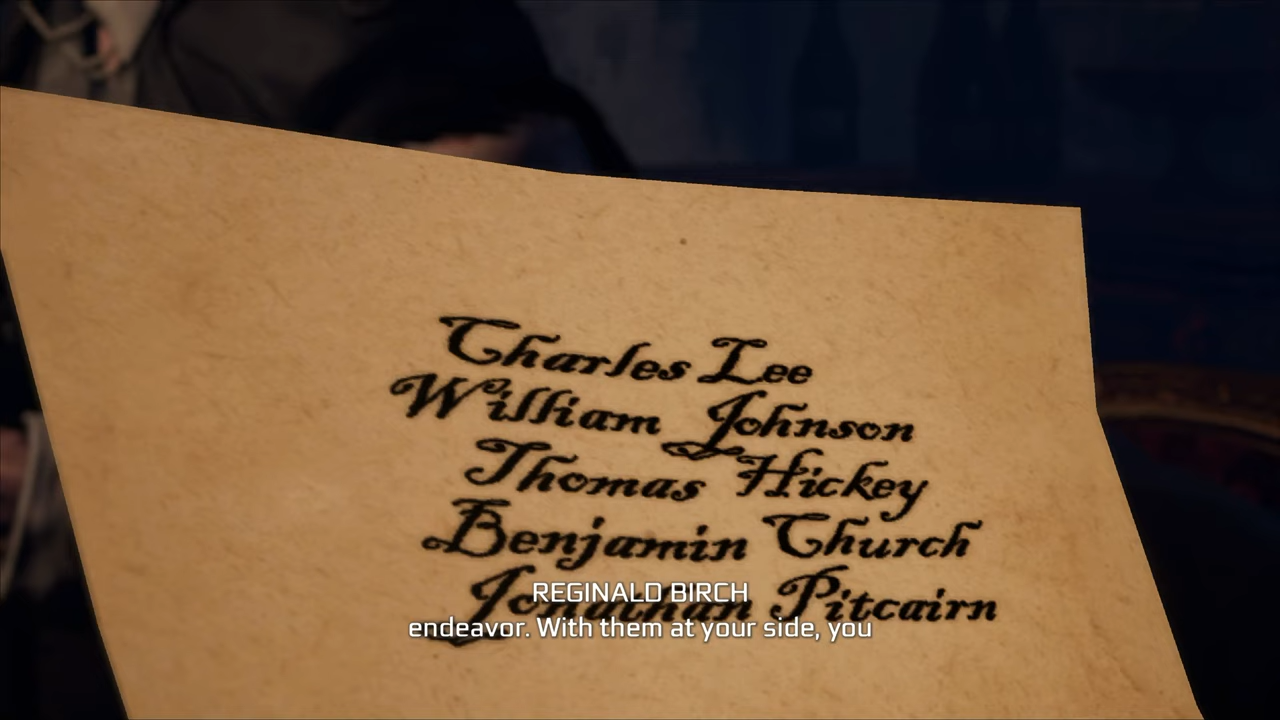 Charles Lee
William Johnson
Thomas Hickey
Benjamin Church
Jonathan Pitcairn
REGINALD BIRCH
endeavor. With them at your side, you